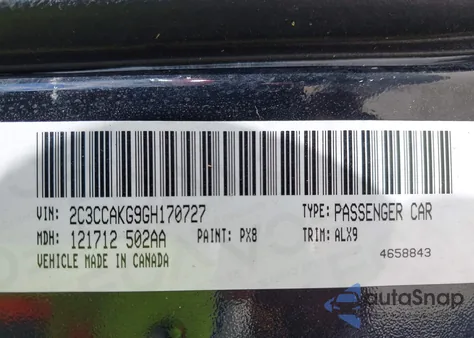 VIN: 2C3CCAKG9GH170727 TYPE: PASSENGER CAR
MDH: 121712 502AA PAINT: PX8 TRIM: ALX9
VEHICLE MADE IN CANADA 4658843
autoSnap